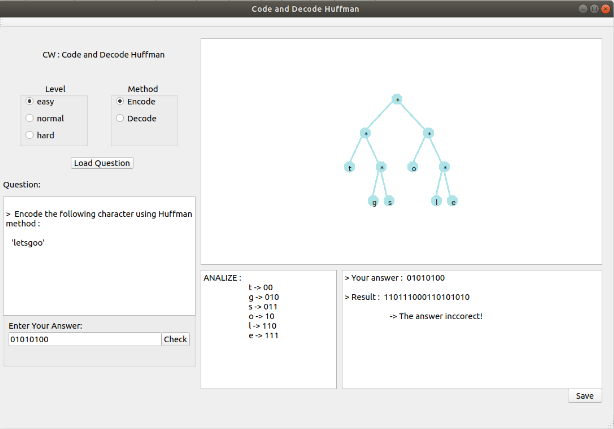 Code and Decode Huffman
CW : Code and Decode Huffman
Level
Method
easy
Encode
normal
Decode
hard
Load Question
Question:
> Encode the following character using Huffman
method :
'letsgoo'
Enter Your Answer:
01010100
Check
*
*
*
t
*
o
*
g
s
l
e
ANALIZE :
t -> 00
g -> 010
s -> 011
o -> 10
l -> 110
e -> 111
> Your answer : 01010100
> Result : 110111000110101010
-> The answer inccorect!
Save